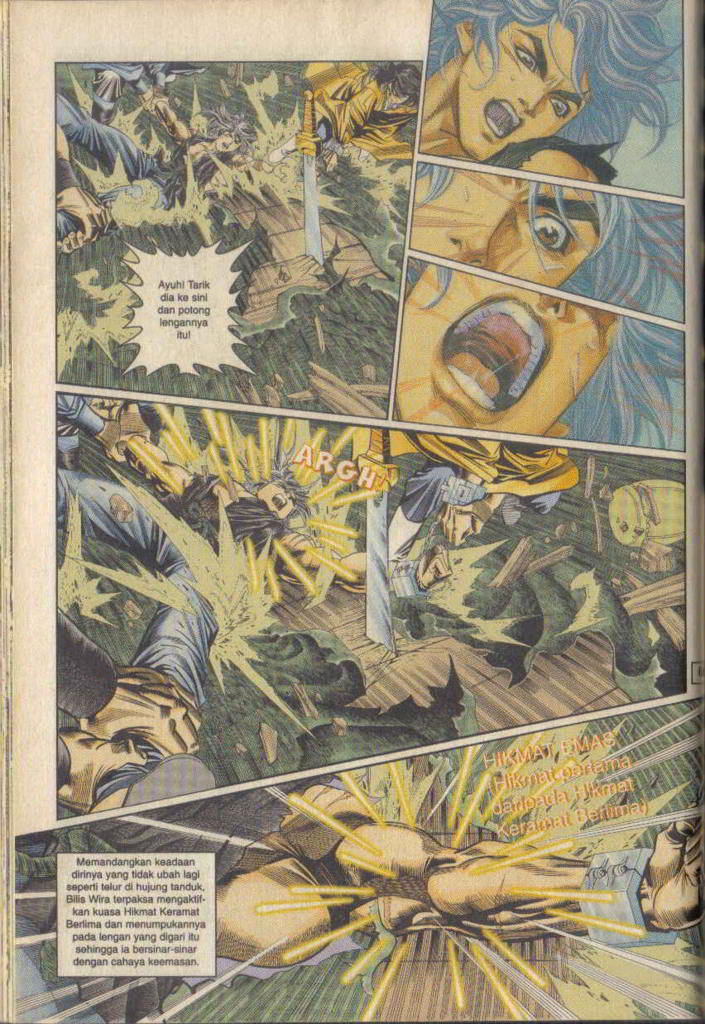 Ayuh! Tarik
dia ke sini
dan potong
lengannya
itu!
ARGH!
HIKMAT EMAS
(Hikmat pertama
daripada Hikmat
Keramat Berlima)
Memandangkan keadaan
dirinya yang tidak ubah lagi
seperti telur di hujung tanduk,
Bilis Wira terpaksa mengaktif-
kan kuasa Hikmat Keramat
Berlima dan menumpukannya
pada lengan yang digari itu
sehingga ia bersinar-sinar
dengan cahaya keemasan.